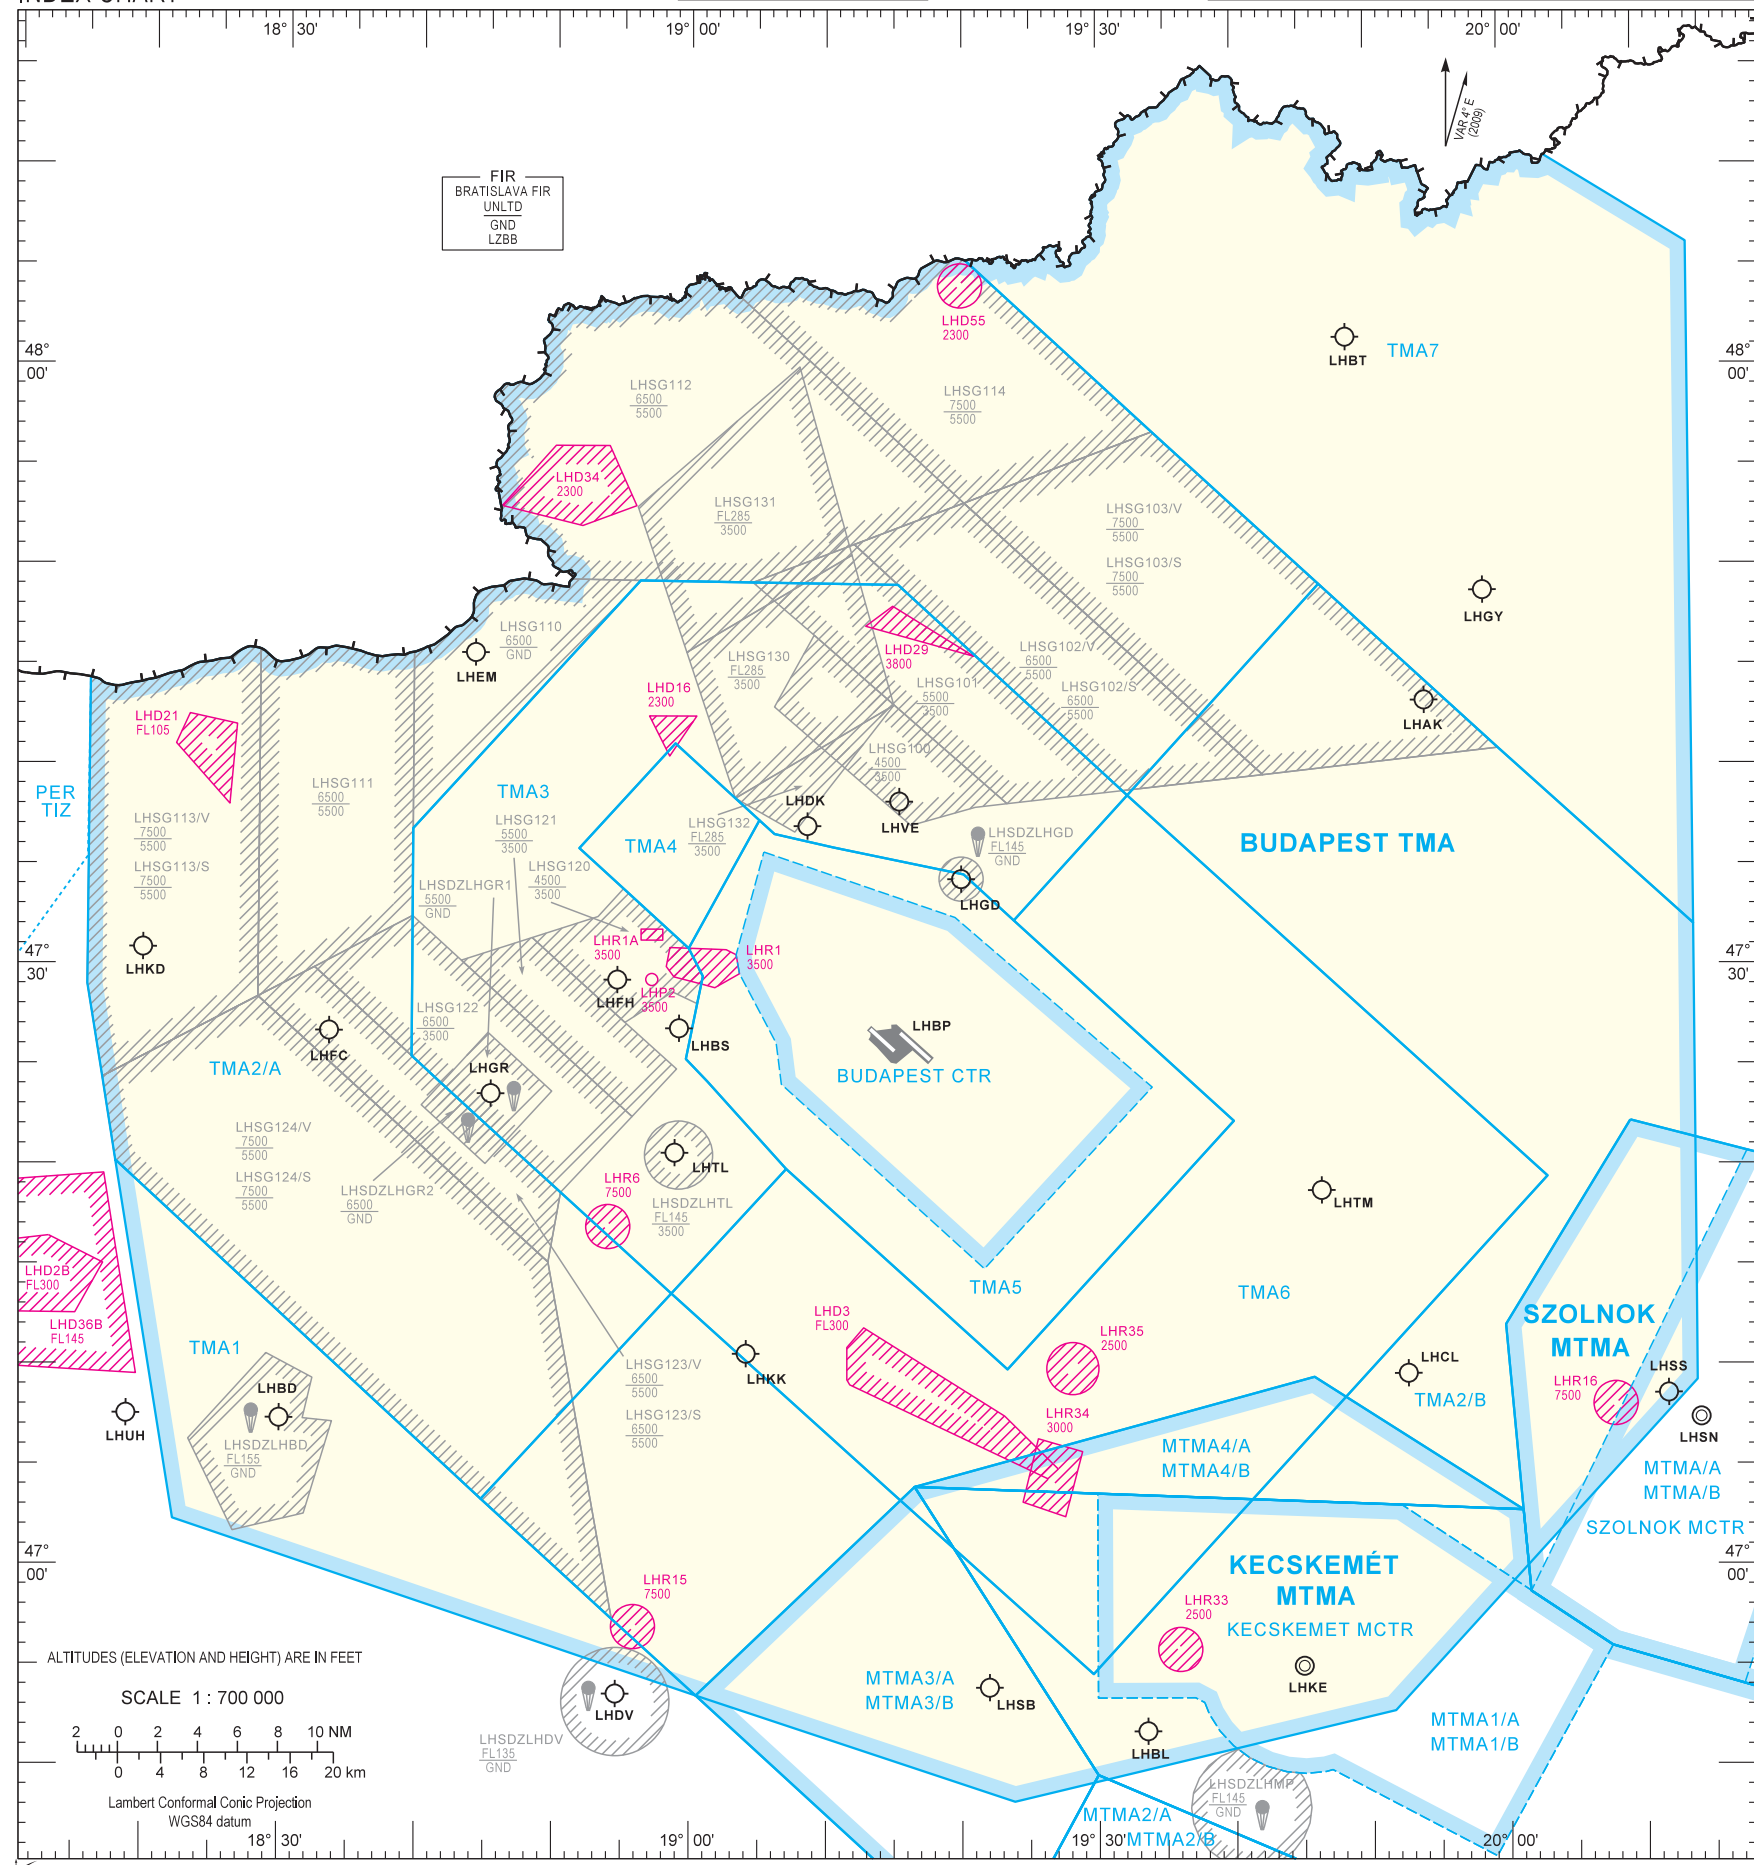 18° 30'
19° 00'
19° 30'
20° 00'
VAR 4° E
(2009)
FIR
BRATISLAVA FIR
UNLTD
GND
LZBB
LHD55
2300
LHBT
TMA7
48°
00'
48°
00'
LHSG112
6500
5500
LHSG114
7500
5500
LHD34
2300
LHSG131
FL285
3500
LHSG103/V
7500
5500
LHSG103/S
7500
5500
LHGY
LHSG110
6500
GND
LHEM
LHSG130
FL285
3500
LHD29
3800
LHSG102/V
6500
5500
LHSG101
5500
3500
LHSG102/S
6500
5500
LHD16
2300
LHAK
LHD21
FL105
LHSG100
4500
3500
PER
TIZ
LHSG111
6500
5500
TMA3
LHSG121
5500
3500
LHDK
LHVE
LHSG113/V
7500
5500
LHSG113/S
7500
5500
TMA4
LHSG132
FL285
3500
LHSDZLHGD
FL145
GND
BUDAPEST TMA
LHSG120
4500
3500
LHSDZLHGR1
5500
GND
LHGD
LHKD
47°
30'
47°
30'
LHR1A
3500
LHR1
3500
LHFH
LHP2
3500
LHSG122
6500
3500
LHFC
LHBS
LHBP
BUDAPEST CTR
TMA2/A
LHGR
LHSG124/V
7500
5500
LHSG124/S
7500
5500
LHSDZLHGR2
6500
GND
LHTL
LHR6
7500
LHSDZLHTL
FL145
3500
LHTM
LHD2B
FL300
LHD36B
FL145
TMA5
TMA6
TMA1
LHD3
FL300
LHR35
2500
SZOLNOK
MTMA
LHCL
LHSS
LHR16
7500
TMA2/B
LHSG123/V
6500
5500
LHSG123/S
6500
5500
LHKK
LHBD
LHUH
LHSDZLHBD
FL155
GND
LHR34
3000
LHSN
MTMA4/A
MTMA4/B
MTMA/A
MTMA/B
SZOLNOK MCTR
47°
00'
47°
00'
KECSKEMÉT
MTMA
KECSKEMET MCTR
LHR15
7500
LHR33
2500
ALTITUDES (ELEVATION AND HEIGHT) ARE IN FEET
SCALE 1 : 700 000
2 0 2 4 6 8 10 NM
0 4 8 12 16 20 km
Lambert Conformal Conic Projection
WGS84 datum
LHDV
LHSDZLHDV
FL135
GND
MTMA3/A
MTMA3/B
LHSB
LHKE
LHBL
MTMA1/A
MTMA1/B
LHSDZLHMP
FL145
GND
MTMA2/A
MTMA2/B
18° 30'
19° 00'
19° 30'
20° 00'